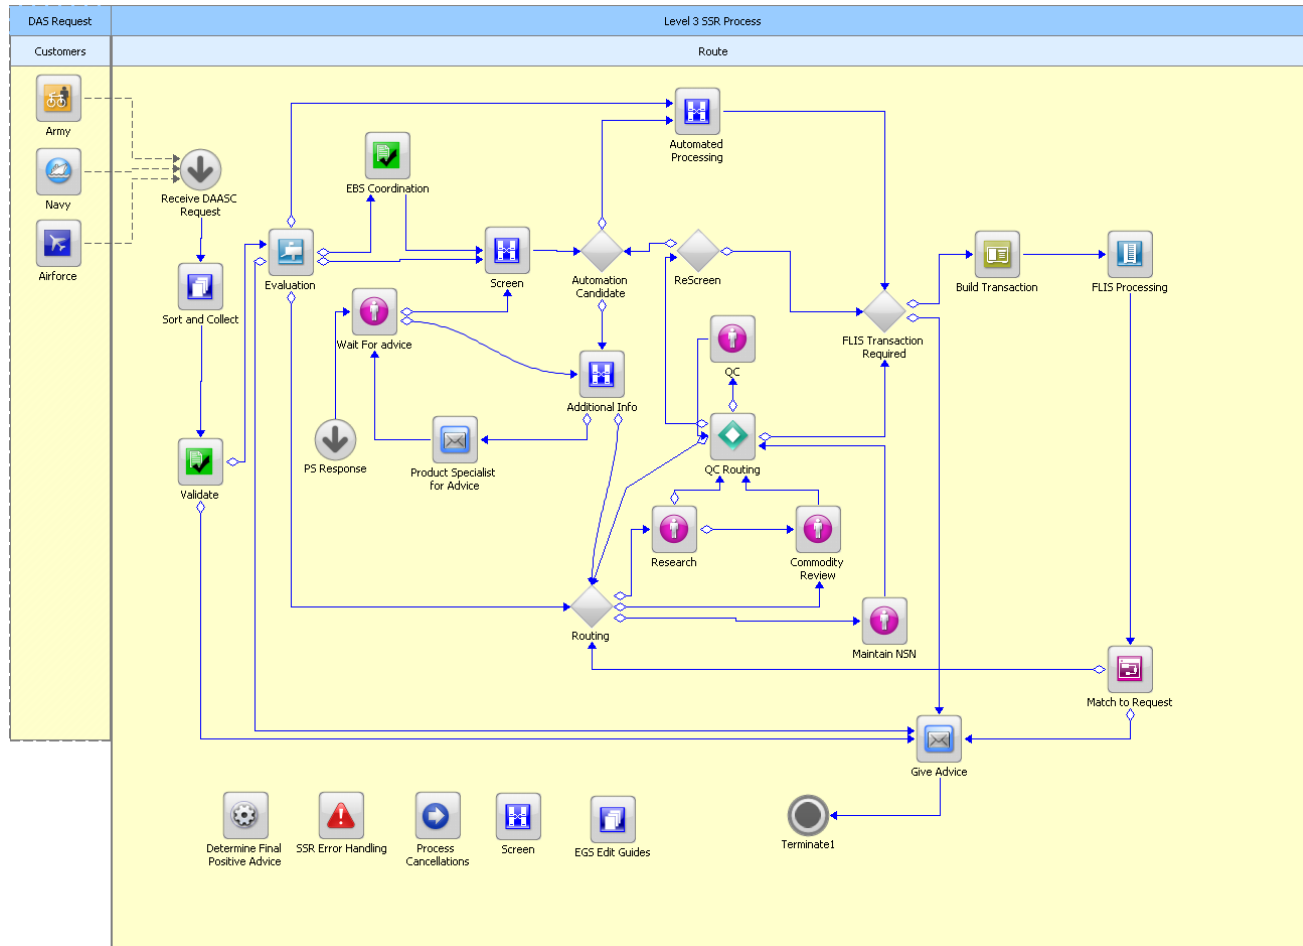 DAS Request
Level 3 SSR Process
Customers
Route
Army
Navy
Airforce
Receive DAASC
Request
Sort and Collect
Validate
Evaluation
EBS Coordination
Screen
Automation
Candidate
Automated
Processing
ReScreen
Wait For advice
Additional Info
PS Response
Product Specialist
for Advice
QC
QC Routing
Research
Commodity
Review
Routing
Maintain NSN
FLIS Transaction
Required
Build Transaction
FLIS Processing
Match to Request
Give Advice
Terminate1
Determine Final
Positive Advice
SSR Error Handling
Process
Cancellations
Screen
EGS Edit Guides